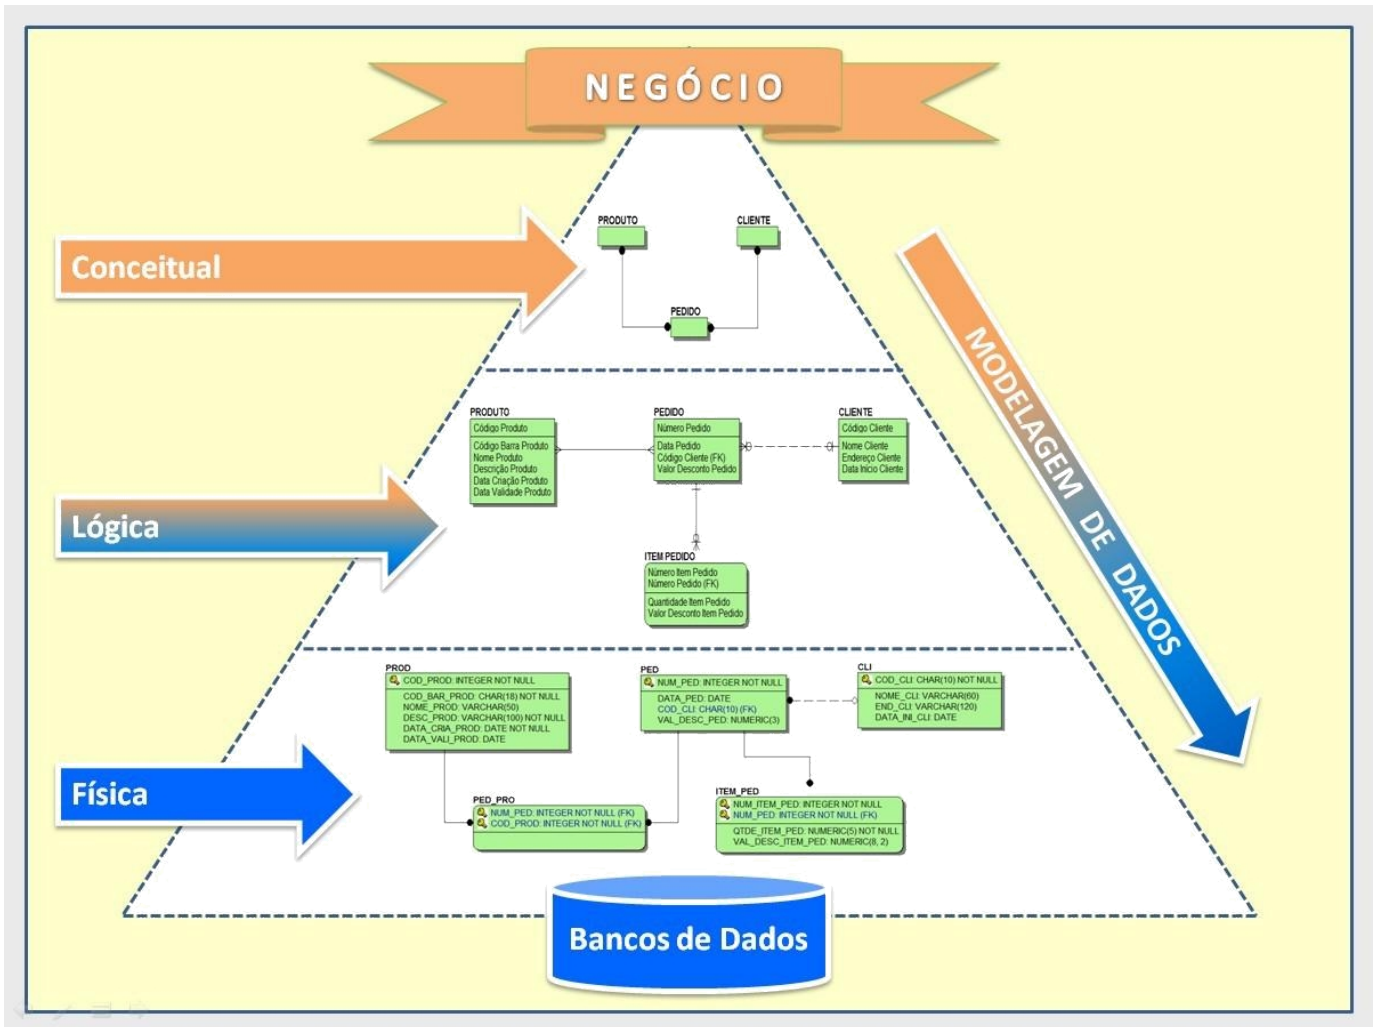 NEGÓCIO
Conceitual
PRODUTO
CLIENTE
PEDIDO
MODELAGEM DE DADOS
Lógica
PRODUTO
Código Produto
Código Barra Produto
Nome Produto
Descrição Produto
Data Criação Produto
Data Validade Produto
PEDIDO
Número Pedido
Data Pedido
Código Cliente (FK)
Valor Desconto Pedido
CLIENTE
Código Cliente
Nome Cliente
Endereço Cliente
Data Inicio Cliente
ITEM PEDIDO
Número Item Pedido
Número Pedido (FK)
Quantidade Item Pedido
Valor Desconto Item Pedido
Física
PROD
COD_PROD: INTEGER NOT NULL
COD_BAR_PROD: CHAR(18) NOT NULL
NOME_PROD: VARCHAR(50)
DESC_PROD: VARCHAR(100) NOT NULL
DATA_CRIA_PROD: DATE NOT NULL
DATA_VALI_PROD: DATE
PED
NUM_PED: INTEGER NOT NULL
DATA_PED: DATE
COD_CLI: CHAR(10) (FK)
VAL_DESC_PED: NUMERIC(3)
CLI
COD_CLI: CHAR(10) NOT NULL
NOME_CLI: VARCHAR(60)
END_CLI: VARCHAR(120)
DATA_INI_CLI: DATE
PED_PRO
NUM_PED: INTEGER NOT NULL (FK)
COD_PROD: INTEGER NOT NULL (FK)
ITEM_PED
NUM_ITEM_PED: INTEGER NOT NULL
NUM_PED: INTEGER NOT NULL (FK)
QTDE_ITEM_PED: NUMERIC(5) NOT NULL
VAL_DESC_ITEM_PED: NUMERIC(8, 2)
Bancos de Dados